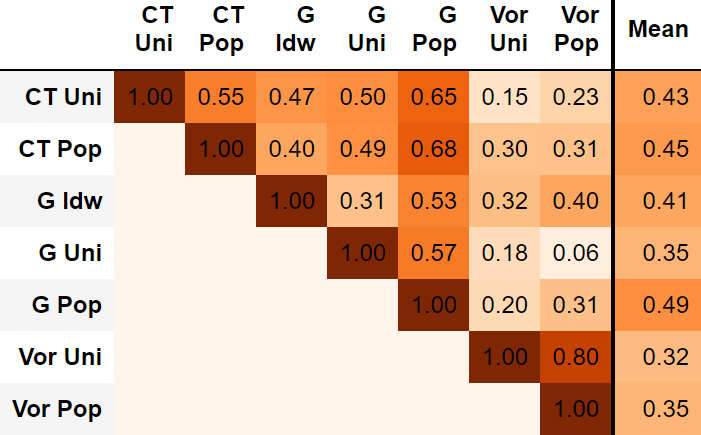 CT CT G G G Vor Vor
Uni Pop Idw Uni Pop Uni Pop Mean
CT Uni 1.00 0.55 0.47 0.50 0.65 0.15 0.23 0.43
CT Pop 1.00 0.40 0.49 0.68 0.30 0.31 0.45
G Idw 1.00 0.31 0.53 0.32 0.40 0.41
G Uni 1.00 0.57 0.18 0.06 0.35
G Pop 1.00 0.20 0.31 0.49
Vor Uni 1.00 0.80 0.32
Vor Pop 1.00 0.35